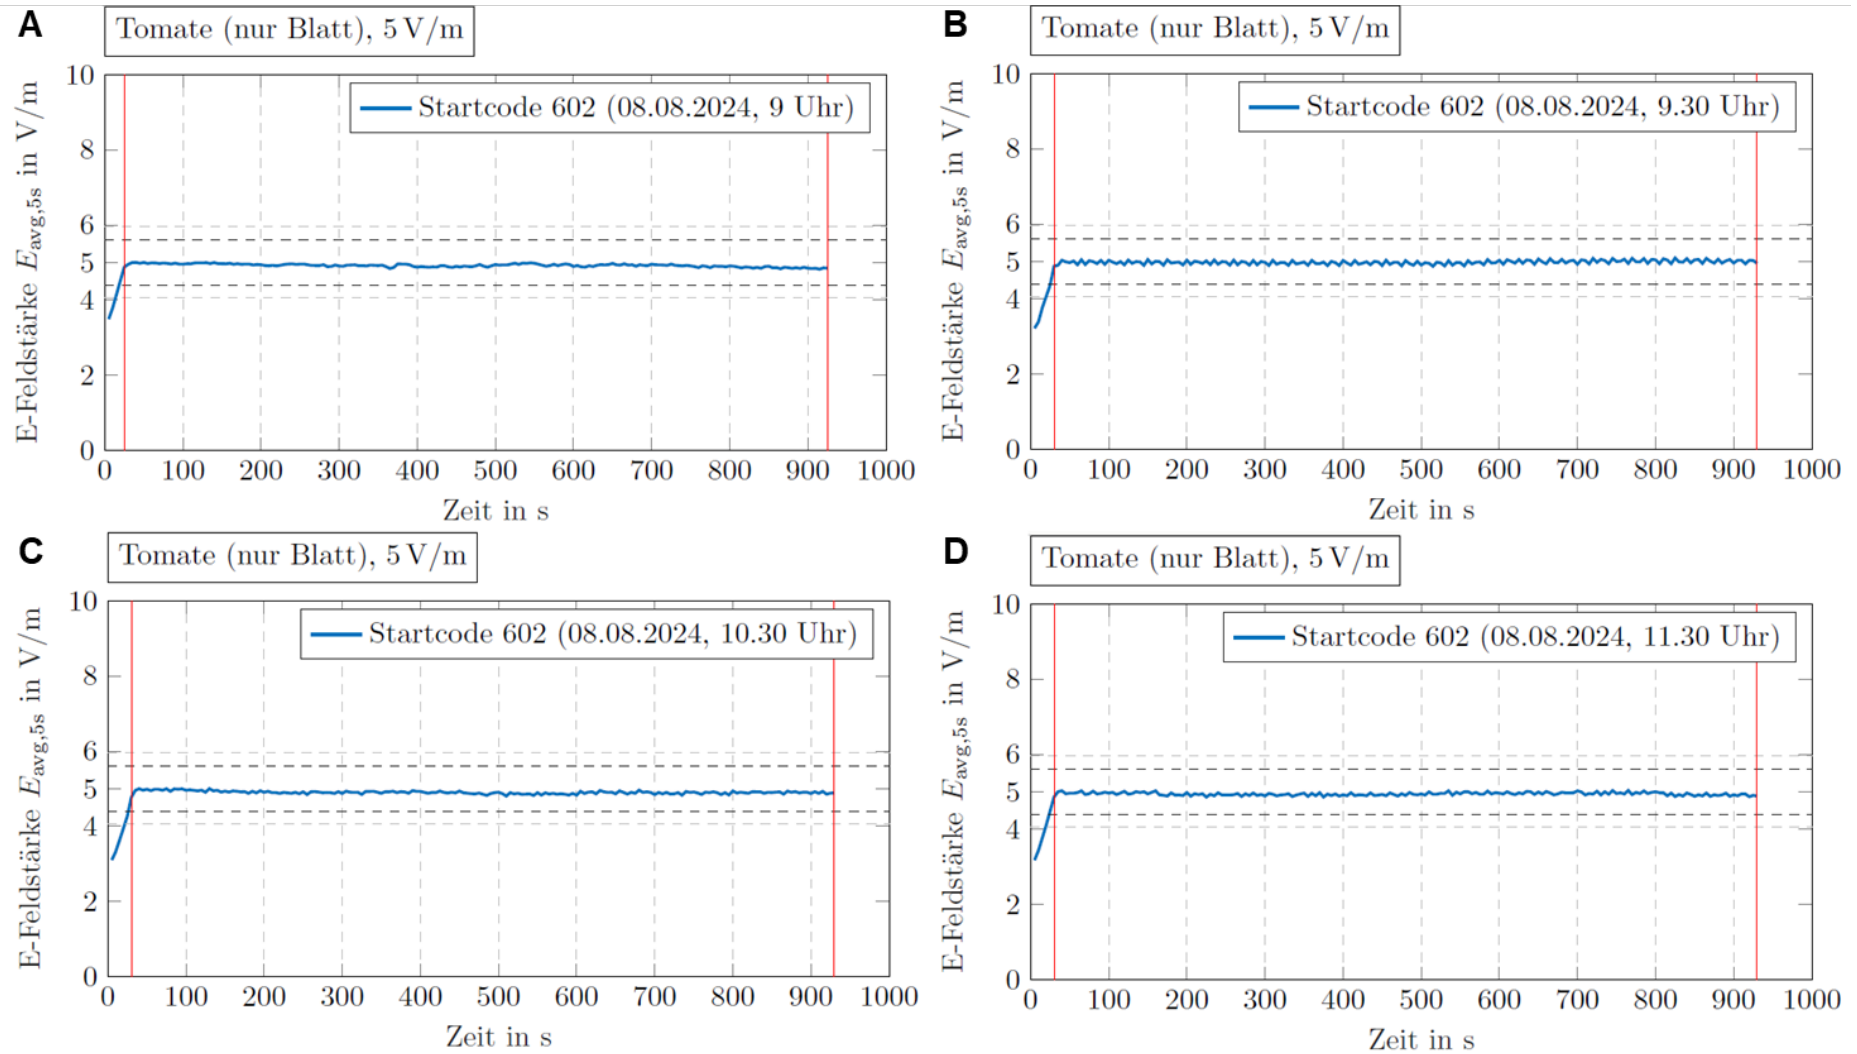 A
Tomate (nur Blatt), 5 V/m
Startcode 602 (08.08.2024, 9 Uhr)
E-Feldstärke Eavg,5s in V/m
10
8
6
5
4
2
0
0 100 200 300 400 500 600 700 800 900 1000
Zeit in s
B
Tomate (nur Blatt), 5 V/m
Startcode 602 (08.08.2024, 9.30 Uhr)
E-Feldstärke Eavg,5s in V/m
10
8
6
5
4
2
0
0 100 200 300 400 500 600 700 800 900 1000
Zeit in s
C
Tomate (nur Blatt), 5 V/m
Startcode 602 (08.08.2024, 10.30 Uhr)
E-Feldstärke Eavg,5s in V/m
10
8
6
5
4
2
0
0 100 200 300 400 500 600 700 800 900 1000
Zeit in s
D
Tomate (nur Blatt), 5 V/m
Startcode 602 (08.08.2024, 11.30 Uhr)
E-Feldstärke Eavg,5s in V/m
10
8
6
5
4
2
0
0 100 200 300 400 500 600 700 800 900 1000
Zeit in s